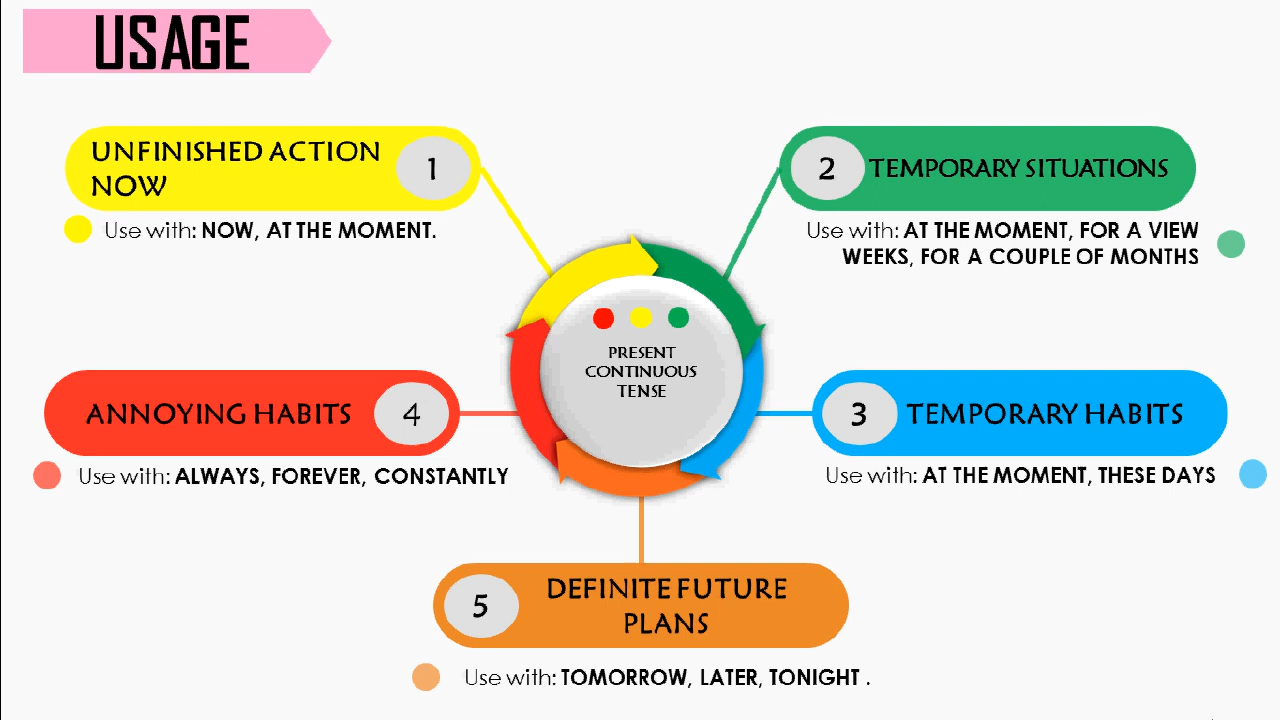 USAGE
UNFINISHED ACTION
NOW
1
Use with: NOW, AT THE MOMENT.
2
TEMPORARY SITUATIONS
Use with: AT THE MOMENT, FOR A VIEW
WEEKS, FOR A COUPLE OF MONTHS
PRESENT
CONTINUOUS
TENSE
ANNOYING HABITS
4
Use with: ALWAYS, FOREVER, CONSTANTLY
3
TEMPORARY HABITS
Use with: AT THE MOMENT, THESE DAYS
5
DEFINITE FUTURE
PLANS
Use with: TOMORROW, LATER, TONIGHT .